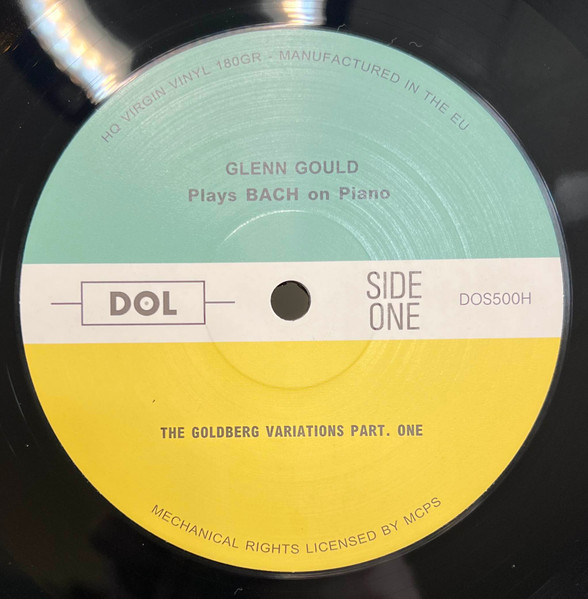 HQ VIRGIN VINYL 180GR - MANUFACTURED IN THE EU
GLENN GOULD
Plays BACH on Piano
DOL
SIDE ONE
DOS500H
THE GOLDBERG VARIATIONS PART. ONE
MECHANICAL RIGHTS LICENSED BY MCPS